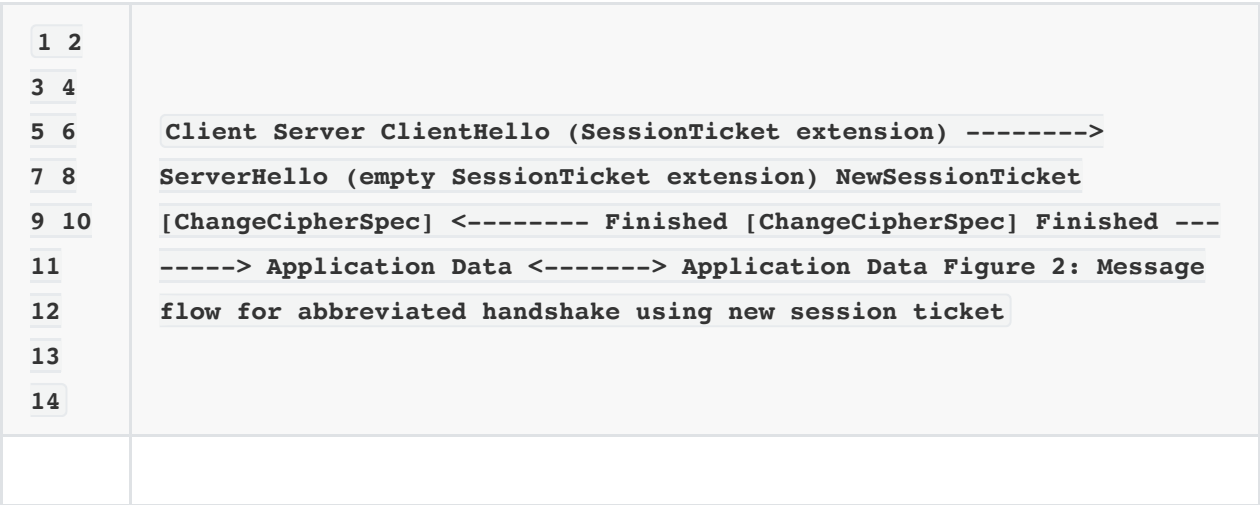 1 2
3 4
5 6
7 8
9 10
11
12
13
14
Client Server ClientHello (SessionTicket extension) -------->
ServerHello (empty SessionTicket extension) NewSessionTicket
[ChangeCipherSpec] <-------- Finished [ChangeCipherSpec] Finished ---
-----> Application Data <-------> Application Data Figure 2: Message
flow for abbreviated handshake using new session ticket